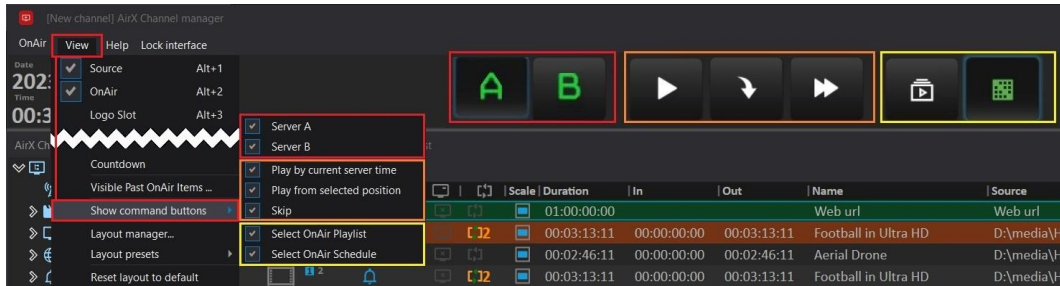 [New channel] AirX Channel manager
OnAir View Help Lock interface
Date
202
Time
00:3
Source Alt+1
OnAir Alt+2
Logo Slot Alt+3
A B
Server A
Server B
AirX Ch
Countdown
Play by current server time
Visible Past OnAir Items ...
Play from selected position
Scale Duration In Out Name Source
Show command buttons
Skip
01:00:00:00 Web url Web url
Layout manager...
Select OnAir Playlist
2 00:03:13:11 00:00:00:00 00:03:13:11 Football in Ultra HD D:\media\H
Layout presets
Select OnAir Schedule
00:02:46:11 00:00:00:00 00:02:46:11 Aerial Drone D:\media\H
Reset layout to default
1 2
2 00:03:13:11 00:00:00:00 00:03:13:11 Football in Ultra HD D:\media\H